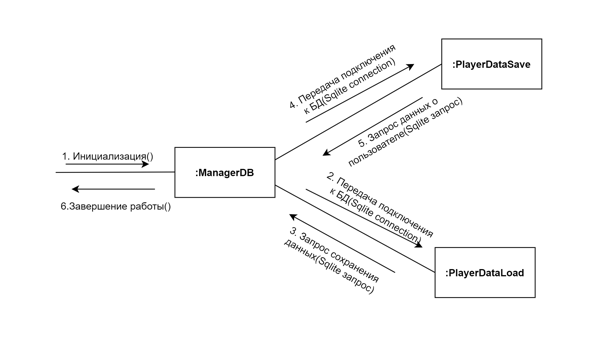 4. Передача подключения
к БД(Sqlite connection)
:PlayerDataSave
5. Запрос данных о
пользователе(Sqlite запрос)
1. Инициализация()
:ManagerDB
6.Завершение работы()
2. Передача подключения
к БД(Sqlite connection)
3. Запрос сохранения
данных(Sqlite запрос)
:PlayerDataLoad